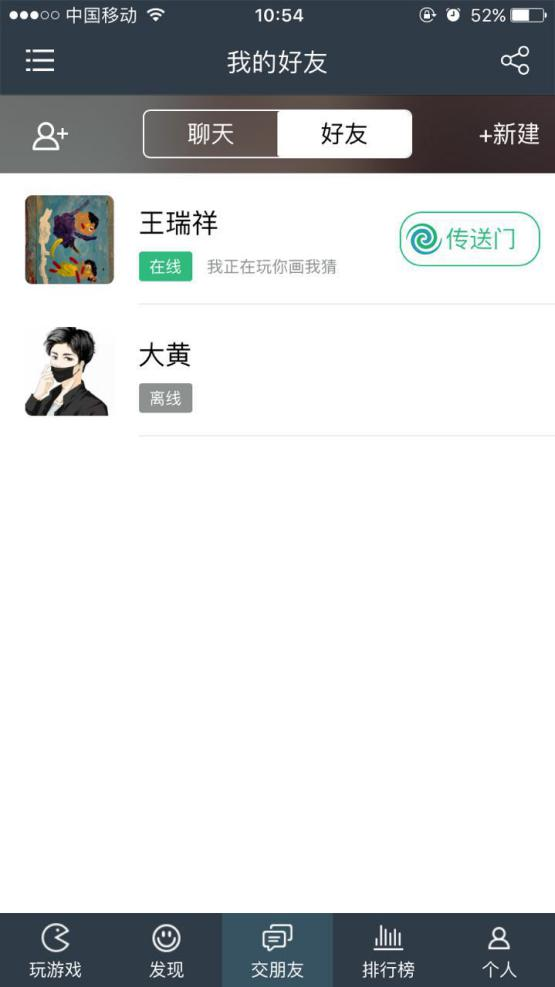 中国移动 10:54 52%
我的好友
聊天 好友 +新建
王瑞祥
在线 我正在玩你画我猜
传送门
大黄
离线
玩游戏 发现 交朋友 排行榜 个人